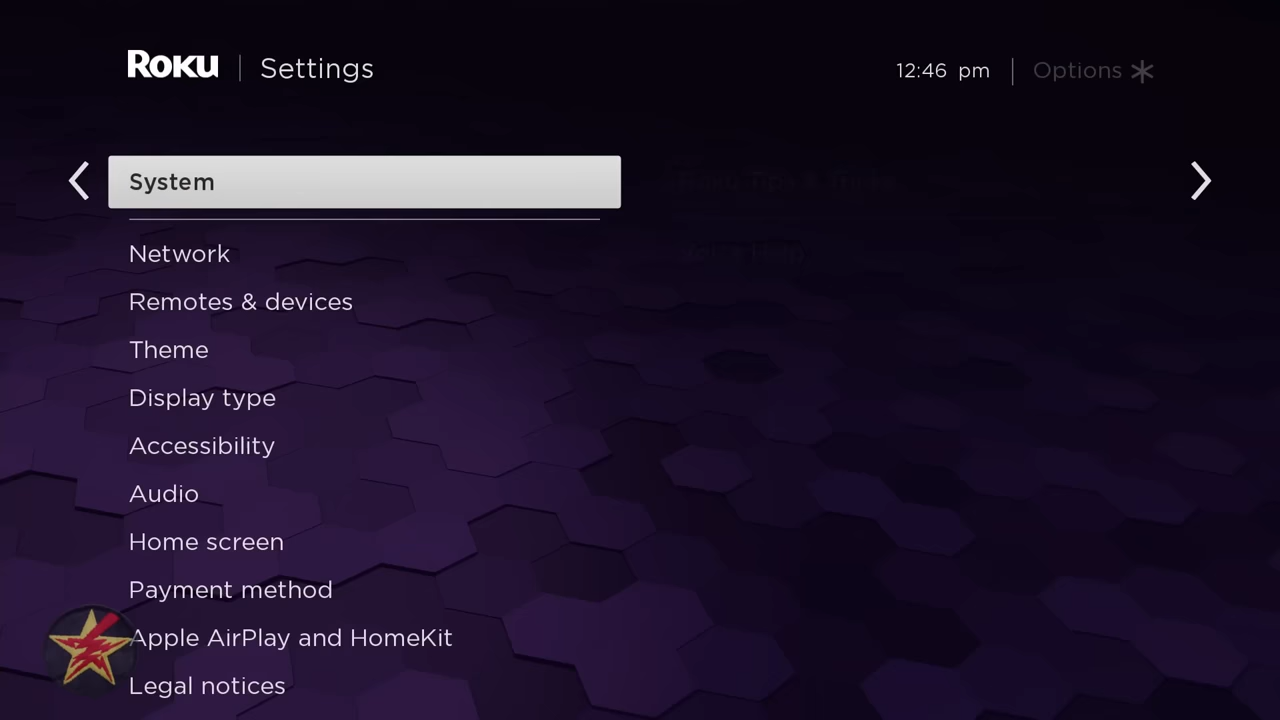 Roku | Settings
12:46 pm | Options
System
Network
Remotes & devices
Theme
Display type
Accessibility
Audio
Home screen
Payment method
Apple AirPlay and HomeKit
Legal notices